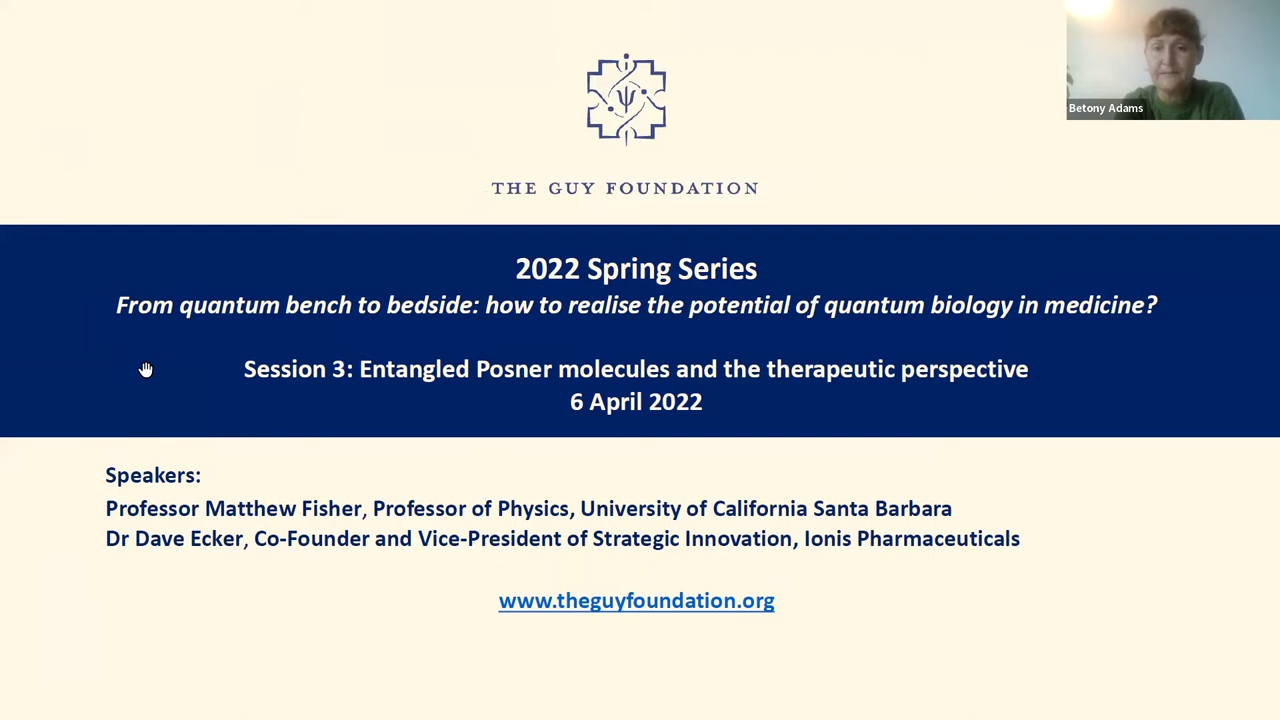 Betony Adams
THE GUY FOUNDATION
2022 Spring Series
From quantum bench to bedside: how to realise the potential of quantum biology in medicine?
Session 3: Entangled Posner molecules and the therapeutic perspective
6 April 2022
Speakers:
Professor Matthew Fisher, Professor of Physics, University of California Santa Barbara
Dr Dave Ecker, Co-Founder and Vice-President of Strategic Innovation, Ionis Pharmaceuticals
www.theguyfoundation.org